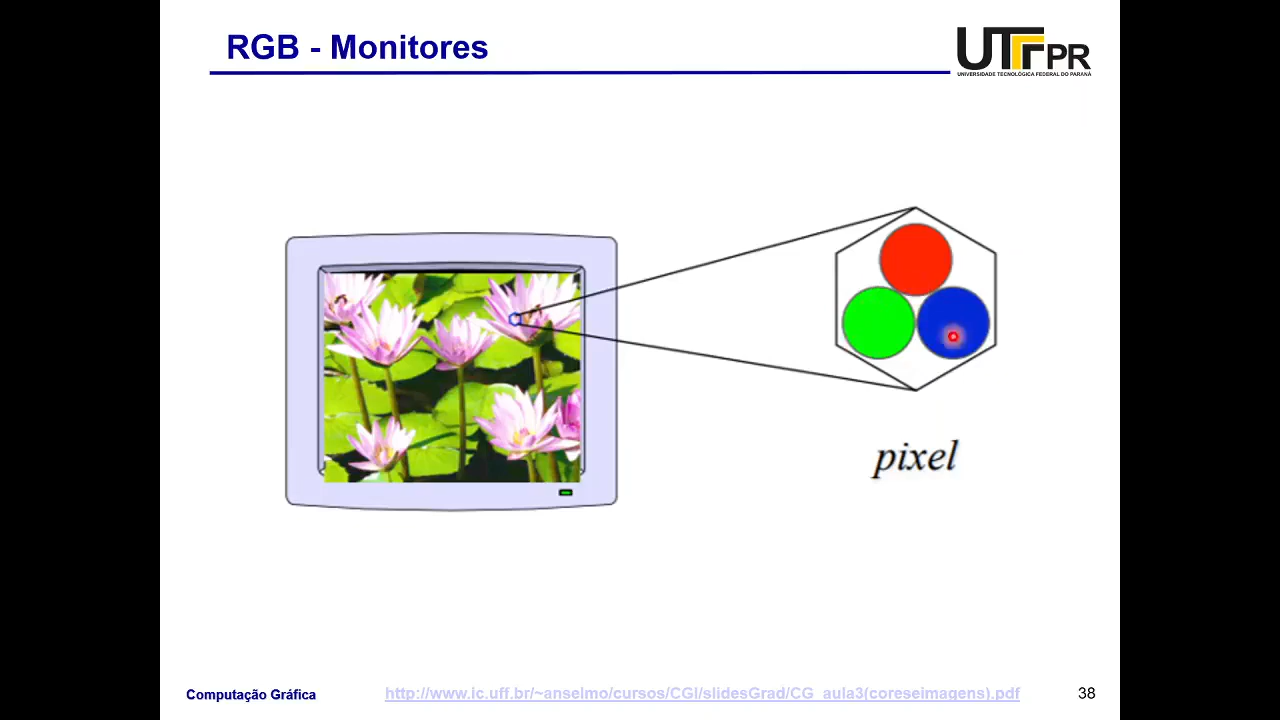 RGB - Monitores
UTFPR
UNIVERSIDADE TECNOLÓGICA FEDERAL DO PARANÁ
pixel
Computação Gráfica
http://www.ic.uff.br/~anselmo/cursos/CGI/slidesGrad/CG_aula3(coreseimagens).pdf
38